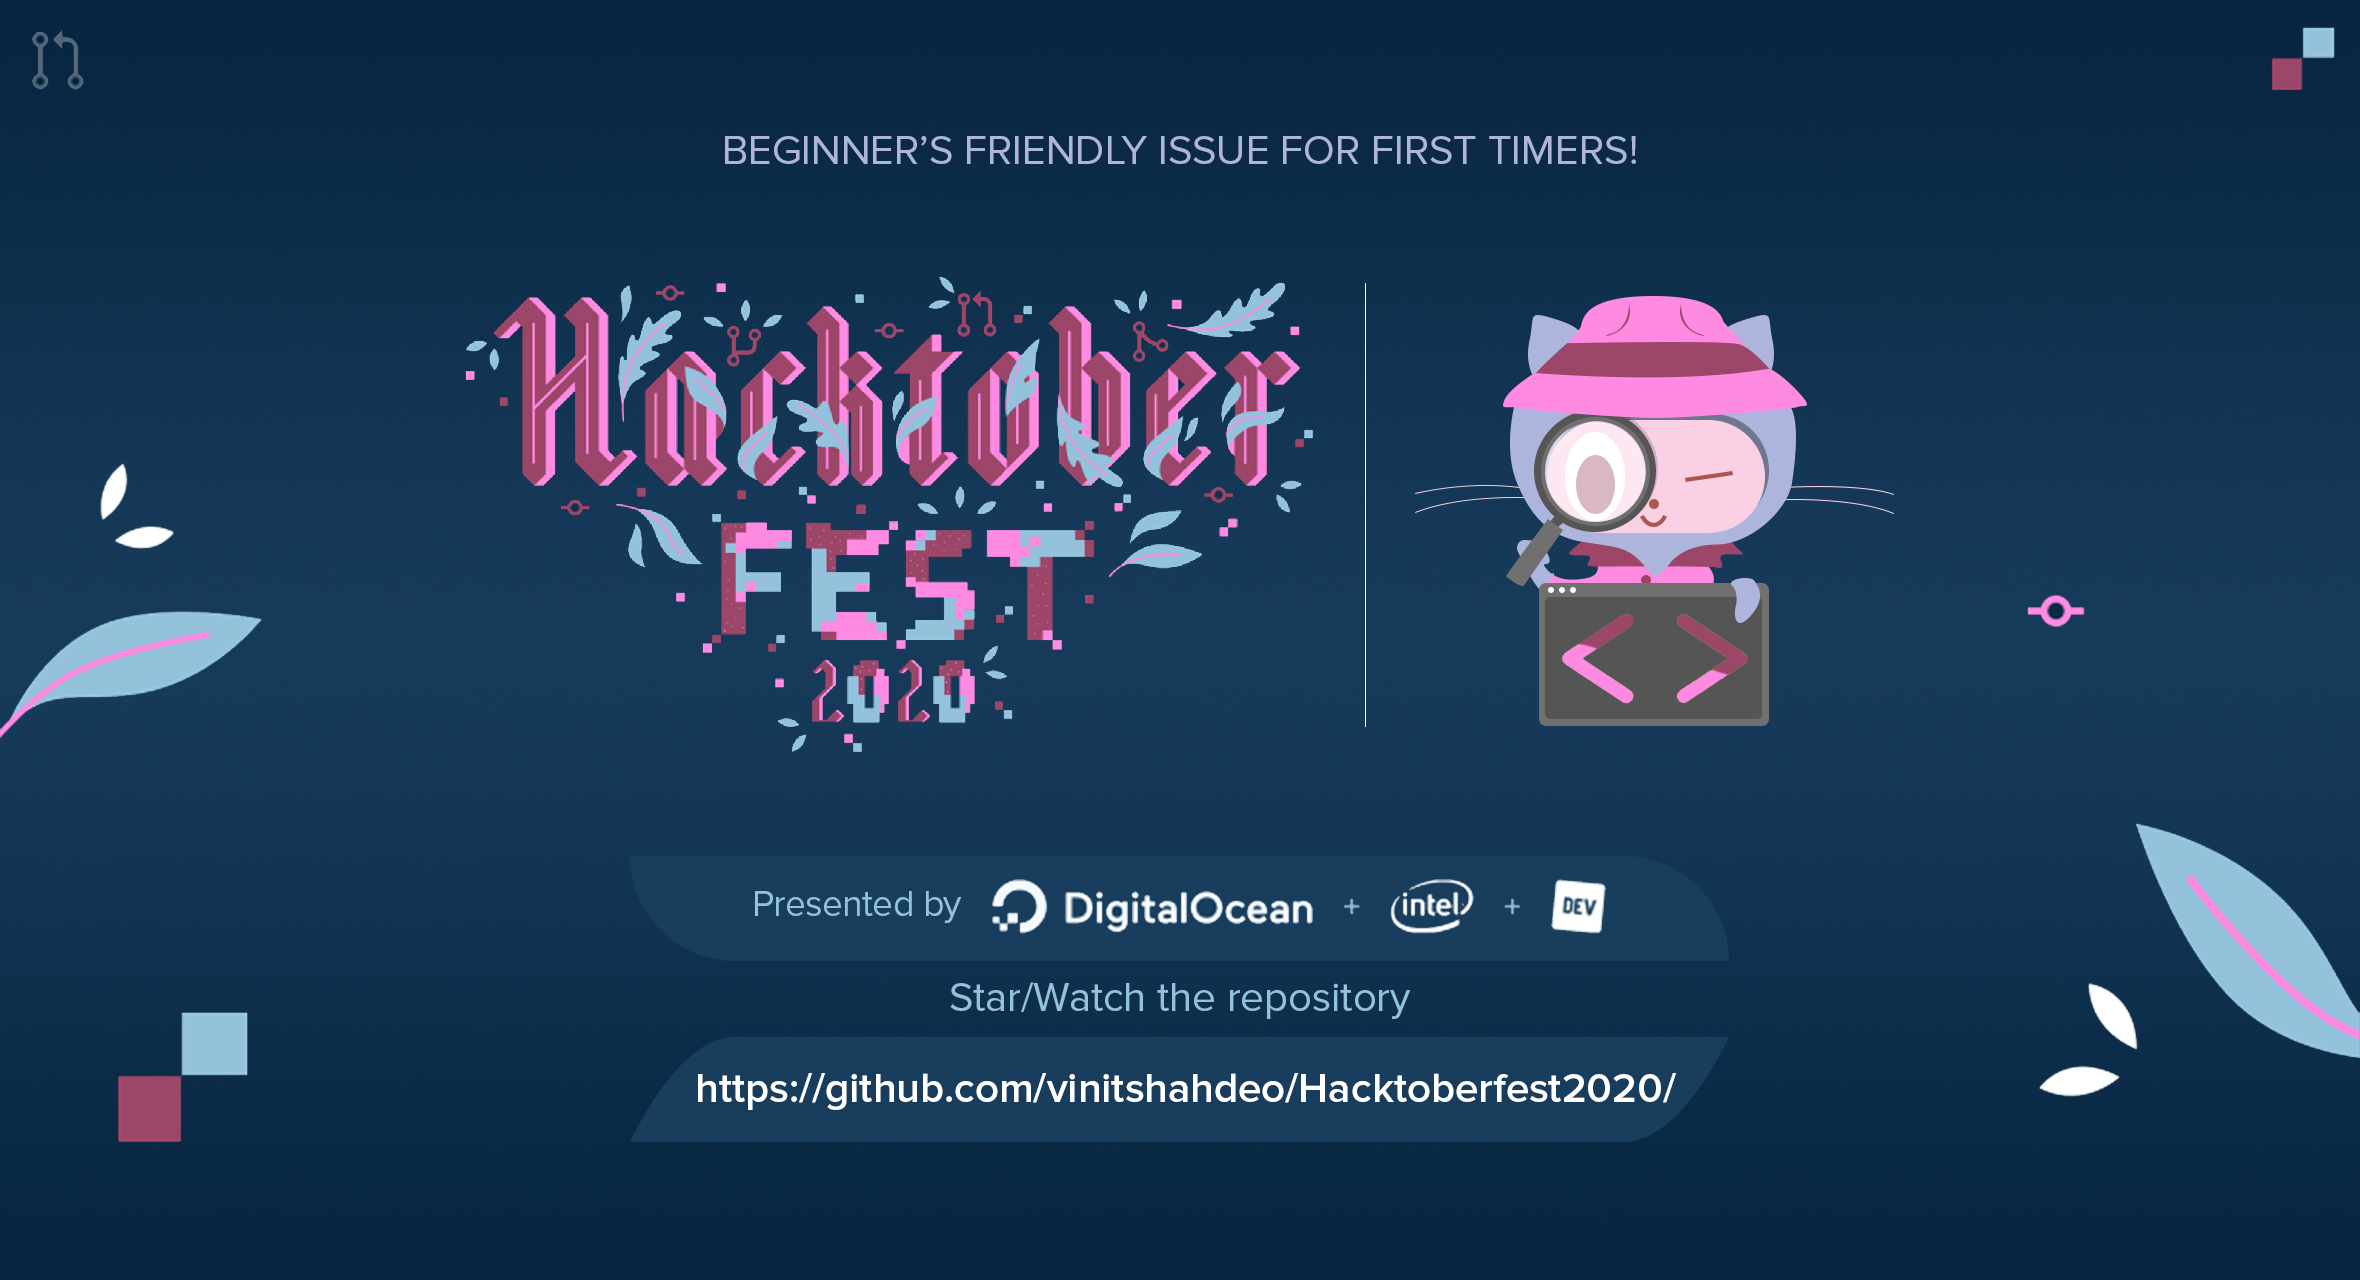 BEGINNER’S FRIENDLY ISSUE FOR FIRST TIMERS!
Hacktober
FEST
2020
< >
Presented by DigitalOcean + intel + DEV
Star/Watch the repository
https://github.com/vinitshahdeo/Hacktoberfest2020/